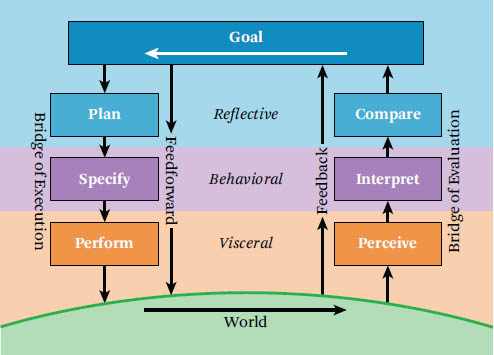 Goal
Plan
Reflective
Compare
Bridge of Execution
Feedforward
Feedback
Bridge of Evaluation
Specify
Behavioral
Interpret
Perform
Visceral
Perceive
World